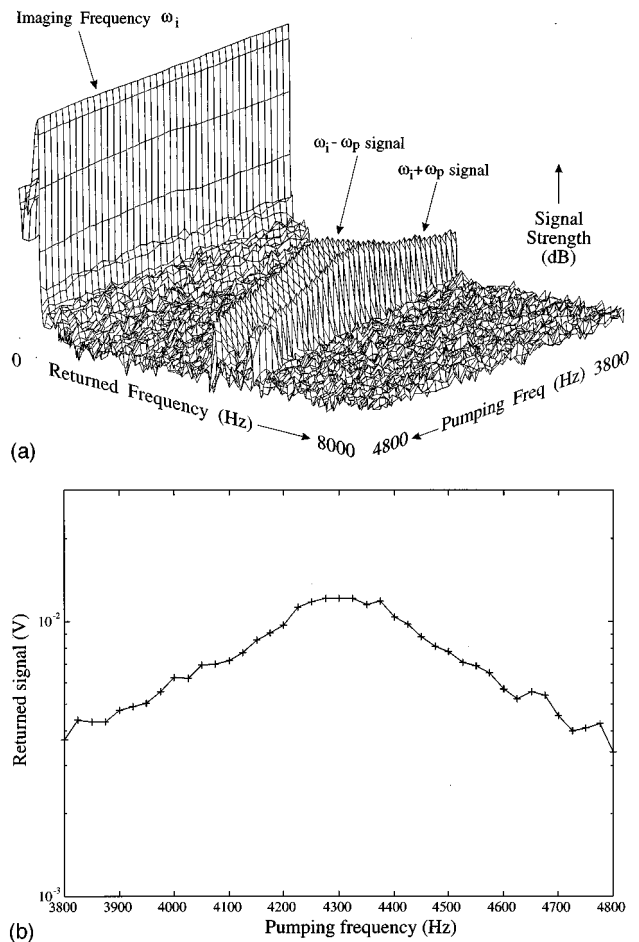 Imaging Frequency ωi
ωi- ωp signal
ωi+ωp signal
Signal
Strength
(dB)
0
Returned Frequency (Hz)
8000
4800
Pumping Freq (Hz)
3800
(a)
Returned signal (V)
10-2
10-3
3800 3900 4000 4100 4200 4300 4400 4500 4600 4700 4800
Pumping frequency (Hz)
(b)